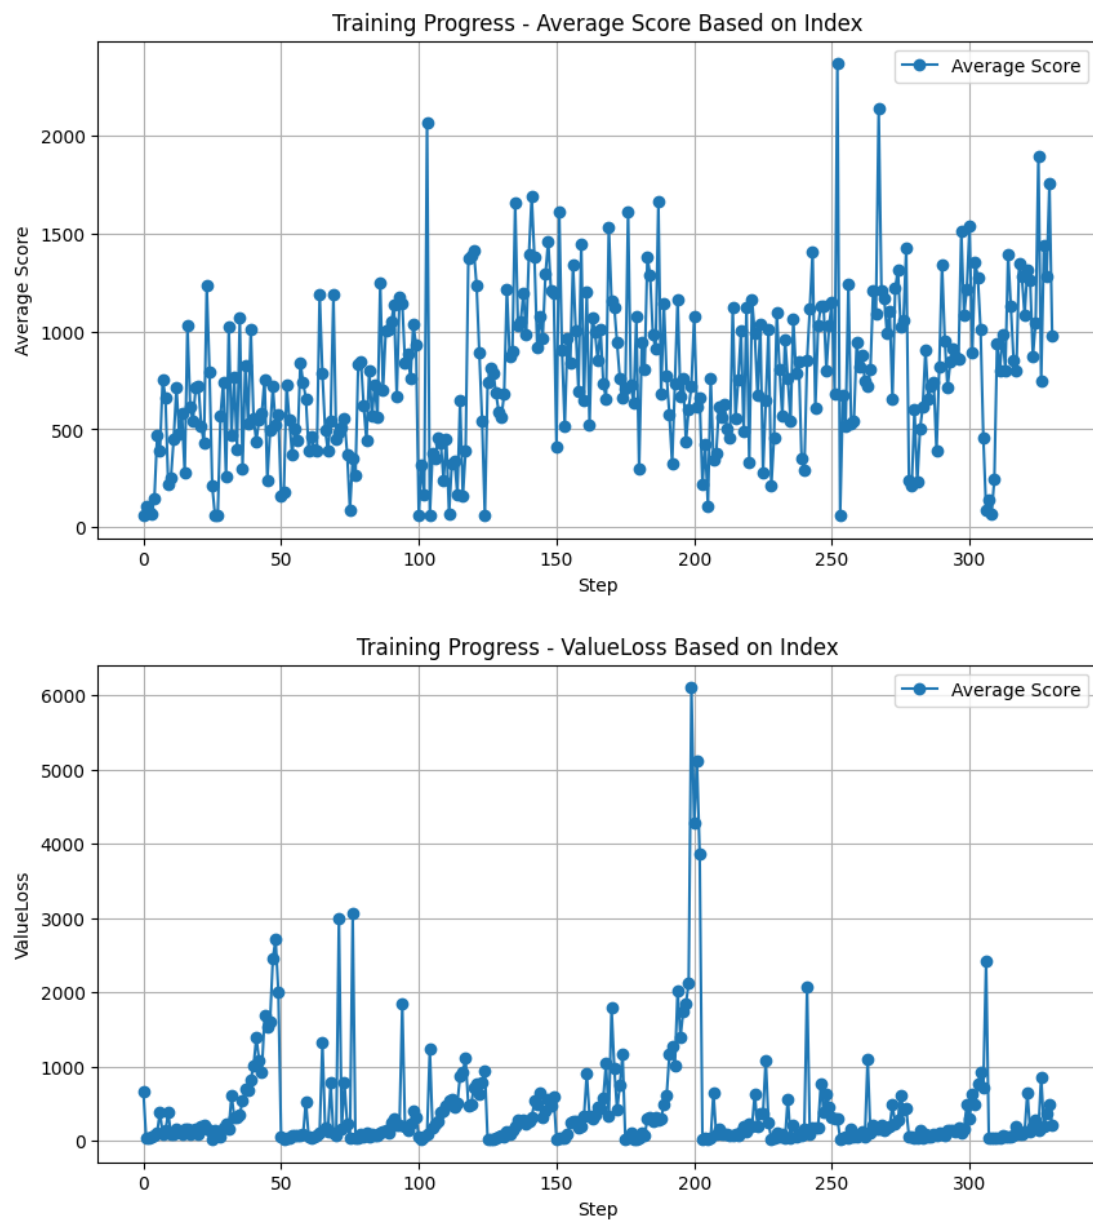 Training Progress - Average Score Based on Index
Average Score
2000
1500
1000
500
0
Average Score
0 50 100 150 200 250 300
Step
Training Progress - ValueLoss Based on Index
Average Score
6000
5000
4000
3000
2000
1000
0
ValueLoss
0 50 100 150 200 250 300
Step